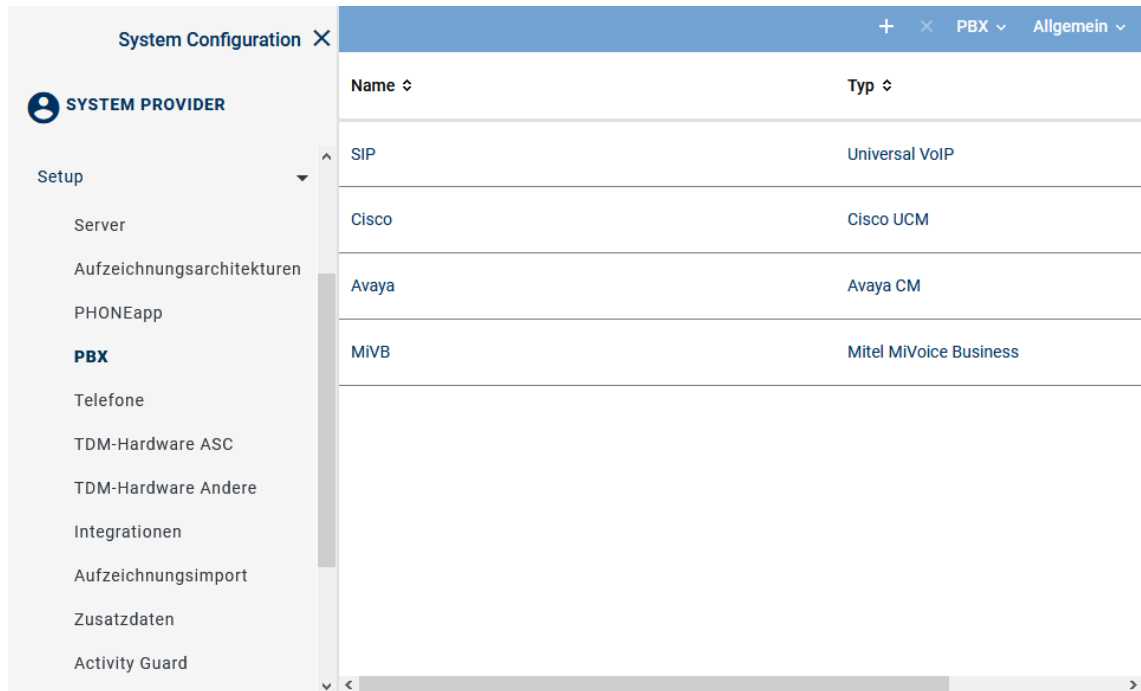 System Configuration
SYSTEM PROVIDER
Setup
Server
Aufzeichnungsarchitekturen
PHONEapp
PBX
Telefone
TDM-Hardware ASC
TDM-Hardware Andere
Integrationen
Aufzeichnungsimport
Zusatzdaten
Activity Guard
PBX Allgemein
Name Typ
SIP Universal VoIP
Cisco Cisco UCM
Avaya Avaya CM
MiVB Mitel MiVoice Business